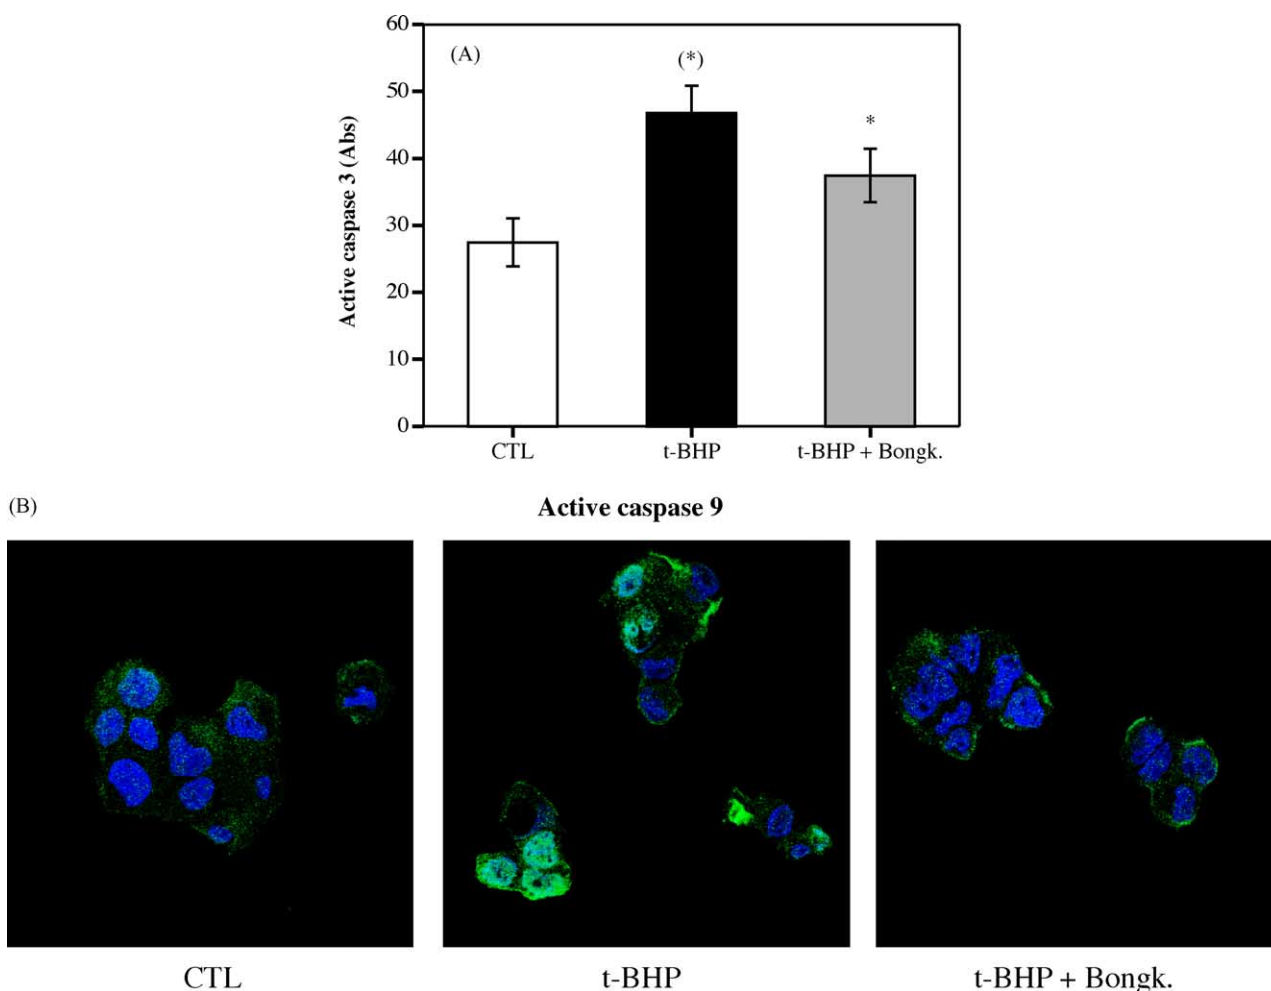 60
(A)
(*)
50
*
40
30
20
10
0
Active caspase 3 (Abs)
CTL
t-BHP
t-BHP + Bongk.
(B)
Active caspase 9
CTL
t-BHP
t-BHP + Bongk.